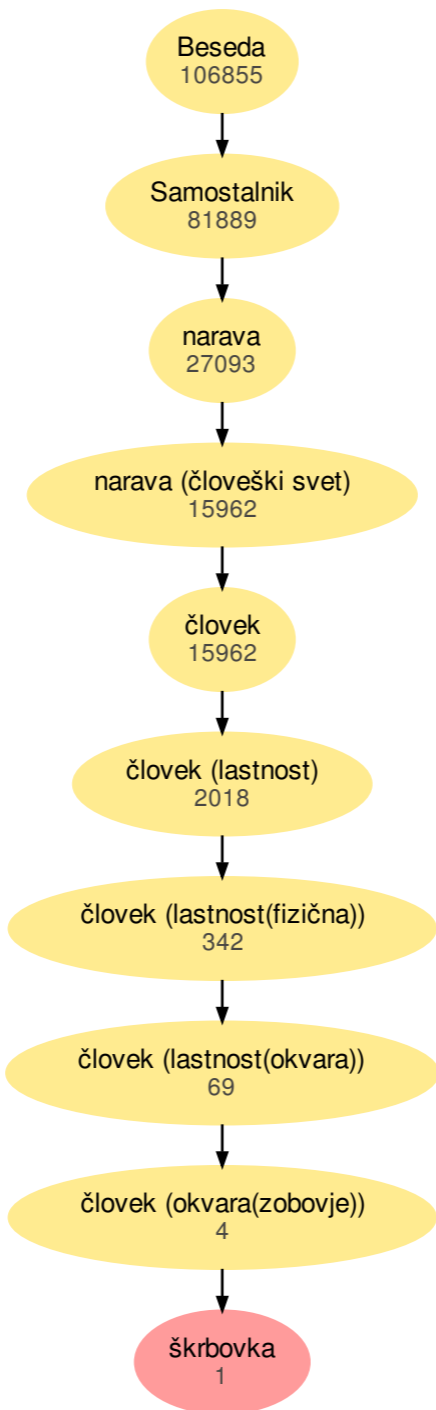 Beseda
106855
Samostalnik
81889
narava
27093
narava (človeški svet)
15962
človek
15962
človek (lastnost)
2018
človek (lastnost(fizična))
342
človek (lastnost(okvara))
69
človek (okvara(zobovje))
4
škrbovka
1